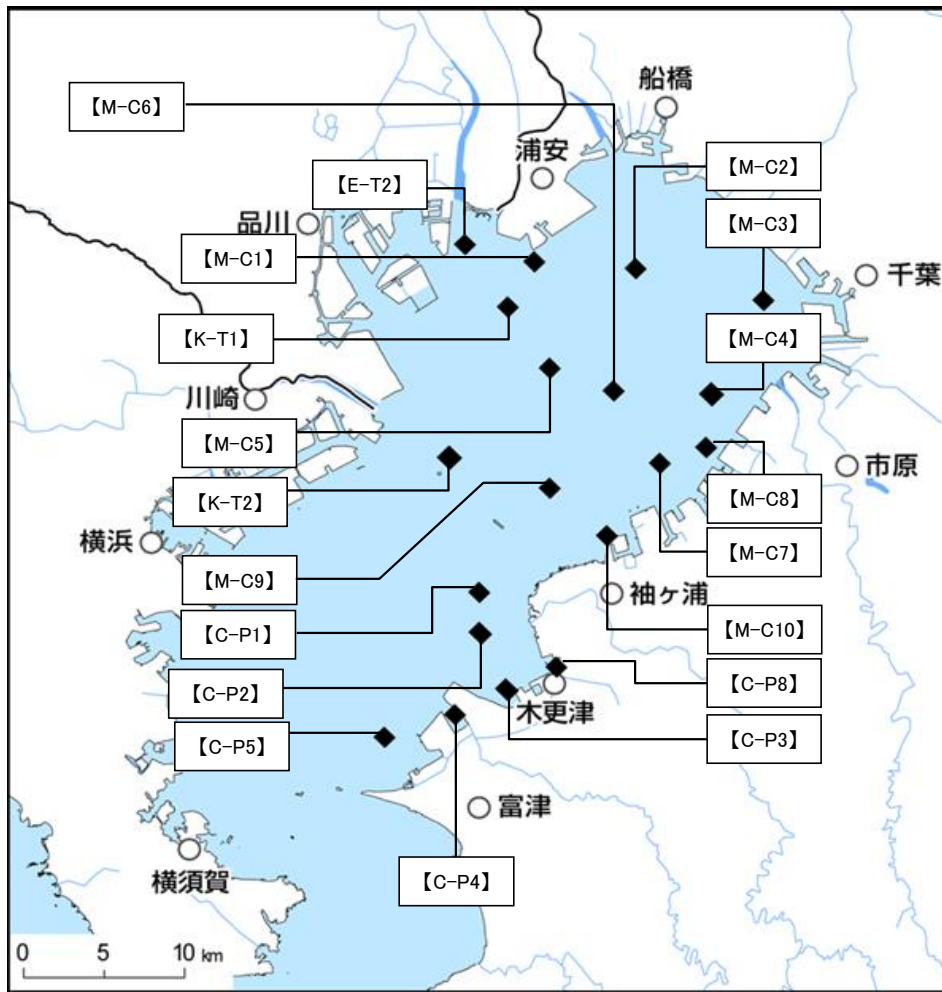 船橋
【M-C6】
浦安
【M-C2】
【E-T2】
品川
【M-C3】
【M-C1】
千葉
【K-T1】
【M-C4】
川崎
【M-C5】
市原
【K-T2】
【M-C8】
横浜
【M-C7】
【M-C9】
袖ヶ浦
【C-P1】
【M-C10】
【C-P2】
【C-P8】
木更津
【C-P5】
【C-P3】
富津
横須賀
【C-P4】
0 5 10 km